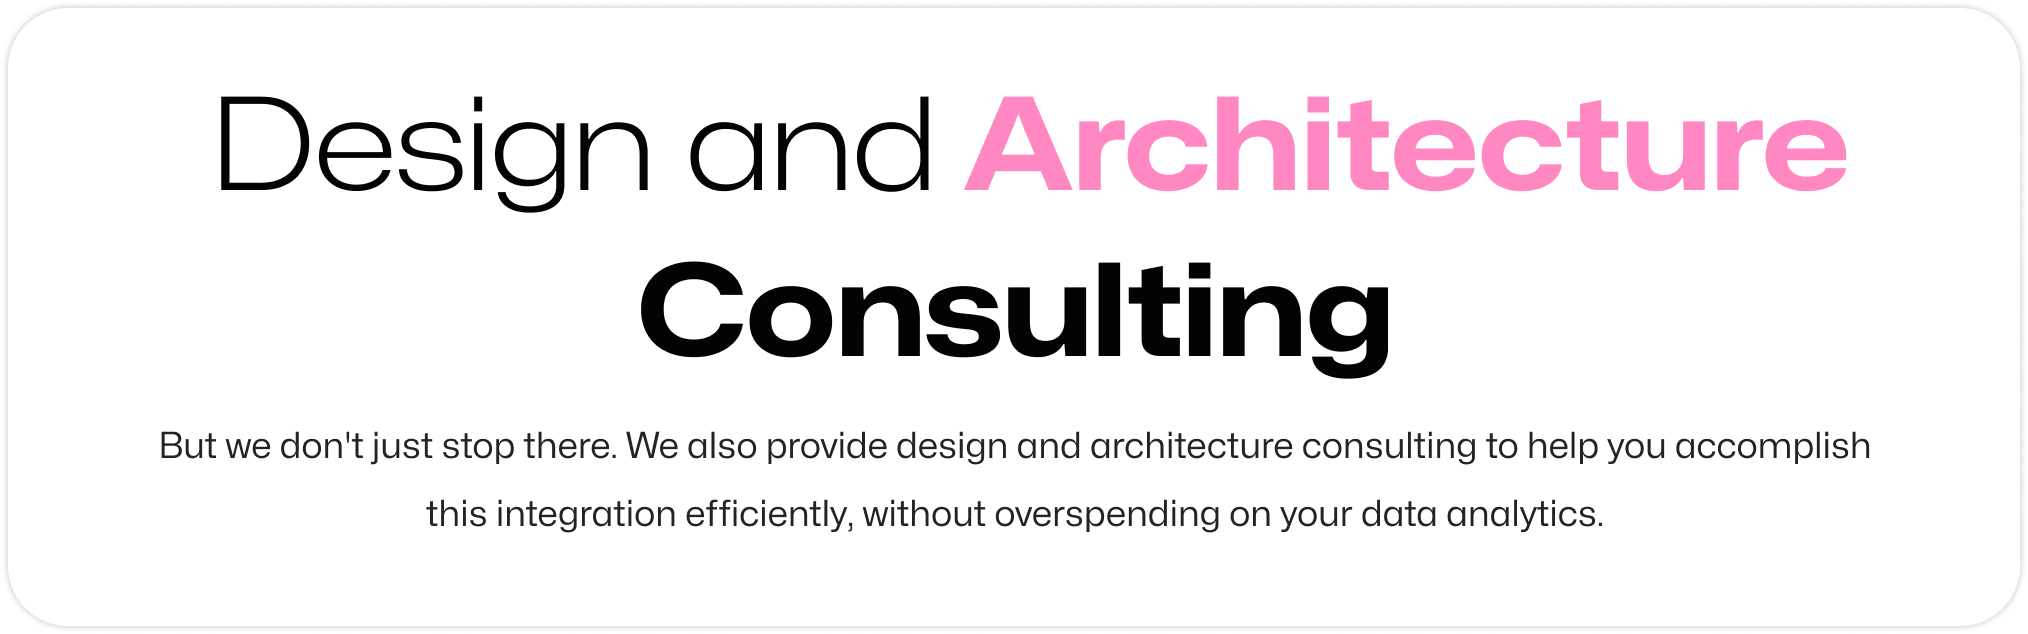 Design and Architecture
Consulting
But we don't just stop there. We also provide design and architecture consulting to help you accomplish
this integration efficiently, without overspending on your data analytics.